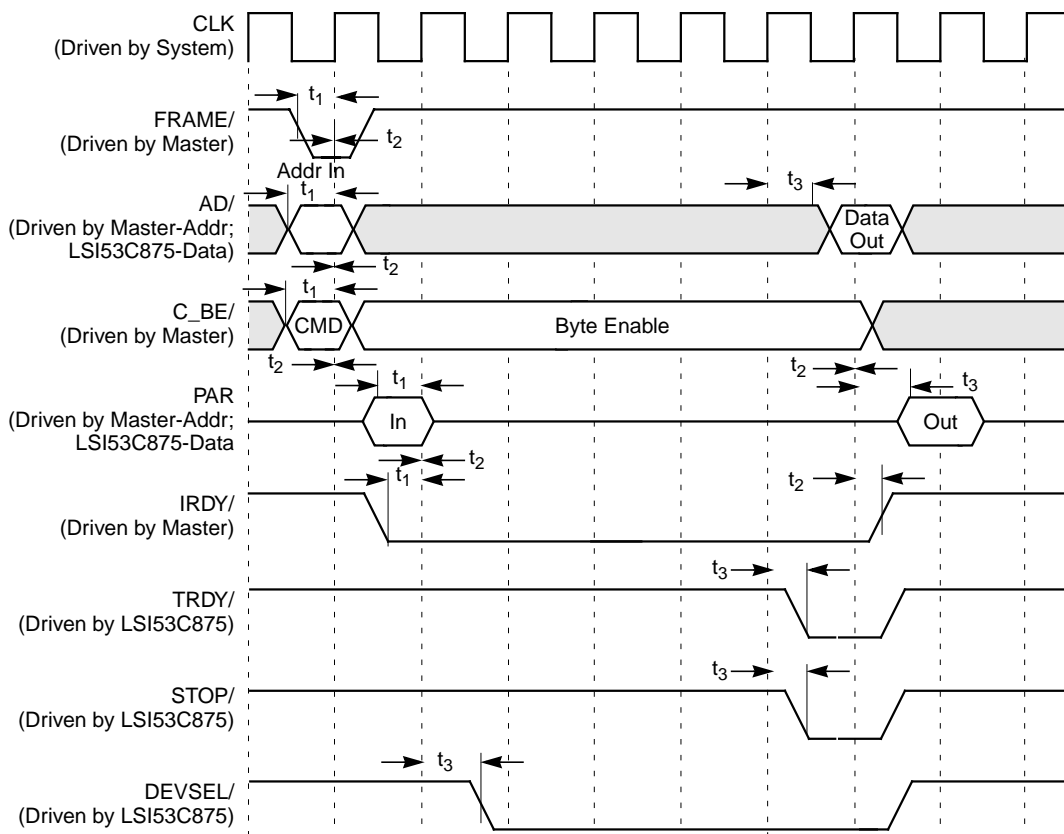 CLK
(Driven by System)
t1
FRAME/
(Driven by Master)
t2
Addr In
t1
t3
AD/
(Driven by Master-Addr;
LSI53C875-Data)
Data
Out
t2
t1
C_BE/
(Driven by Master)
CMD
Byte Enable
t2
t2
t1
t3
PAR
(Driven by Master-Addr;
LSI53C875-Data
In
Out
t2
t1
t2
IRDY/
(Driven by Master)
t3
TRDY/
(Driven by LSI53C875)
t3
STOP/
(Driven by LSI53C875)
t3
DEVSEL/
(Driven by LSI53C875)